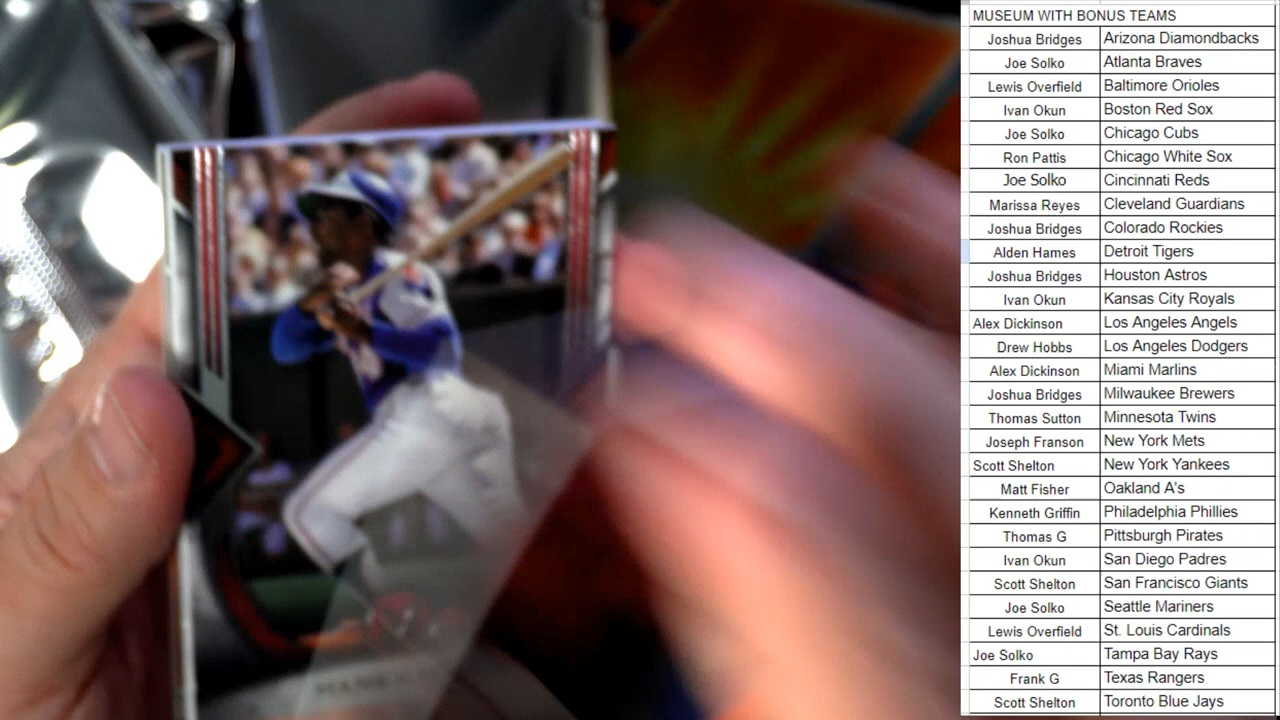 MUSEUM WITH BONUS TEAMS
Joshua Bridges Arizona Diamondbacks
Joe Solko Atlanta Braves
Lewis Overfield Baltimore Orioles
Ivan Okun Boston Red Sox
Joe Solko Chicago Cubs
Ron Pattis Chicago White Sox
Joe Solko Cincinnati Reds
Marissa Reyes Cleveland Guardians
Joshua Bridges Colorado Rockies
Alden Hames Detroit Tigers
Joshua Bridges Houston Astros
Ivan Okun Kansas City Royals
Alex Dickinson Los Angeles Angels
Drew Hobbs Los Angeles Dodgers
Alex Dickinson Miami Marlins
Joshua Bridges Milwaukee Brewers
Thomas Sutton Minnesota Twins
Joseph Franson New York Mets
Scott Shelton New York Yankees
Matt Fisher Oakland A's
Kenneth Griffin Philadelphia Phillies
Thomas G Pittsburgh Pirates
Ivan Okun San Diego Padres
Scott Shelton San Francisco Giants
Joe Solko Seattle Mariners
Lewis Overfield St. Louis Cardinals
Joe Solko Tampa Bay Rays
Frank G Texas Rangers
Scott Shelton Toronto Blue Jays